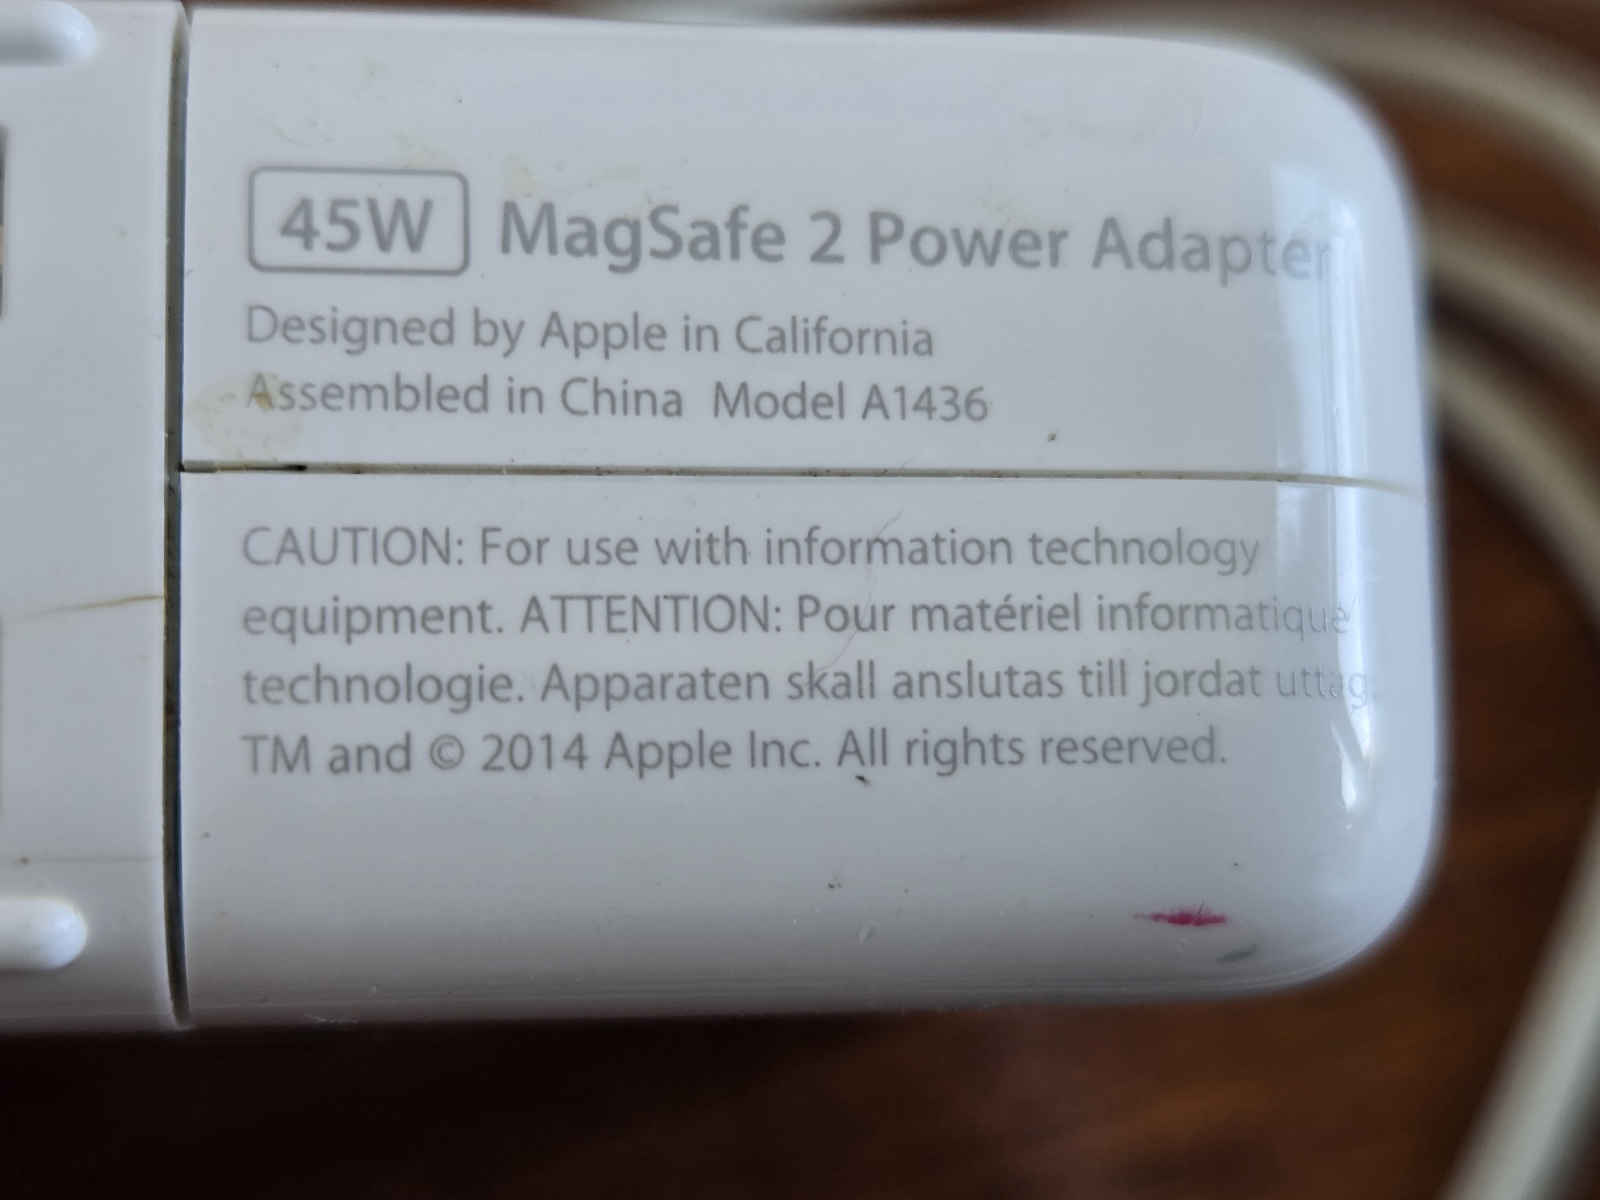 45W MagSafe 2 Power Adapter
Designed by Apple in California
Assembled in China Model A1436
CAUTION: For use with information technology
equipment. ATTENTION: Pour matériel informatique
technologie. Apparaten skall anslutas till jordat uttag.
TM and © 2014 Apple Inc. All rights reserved.